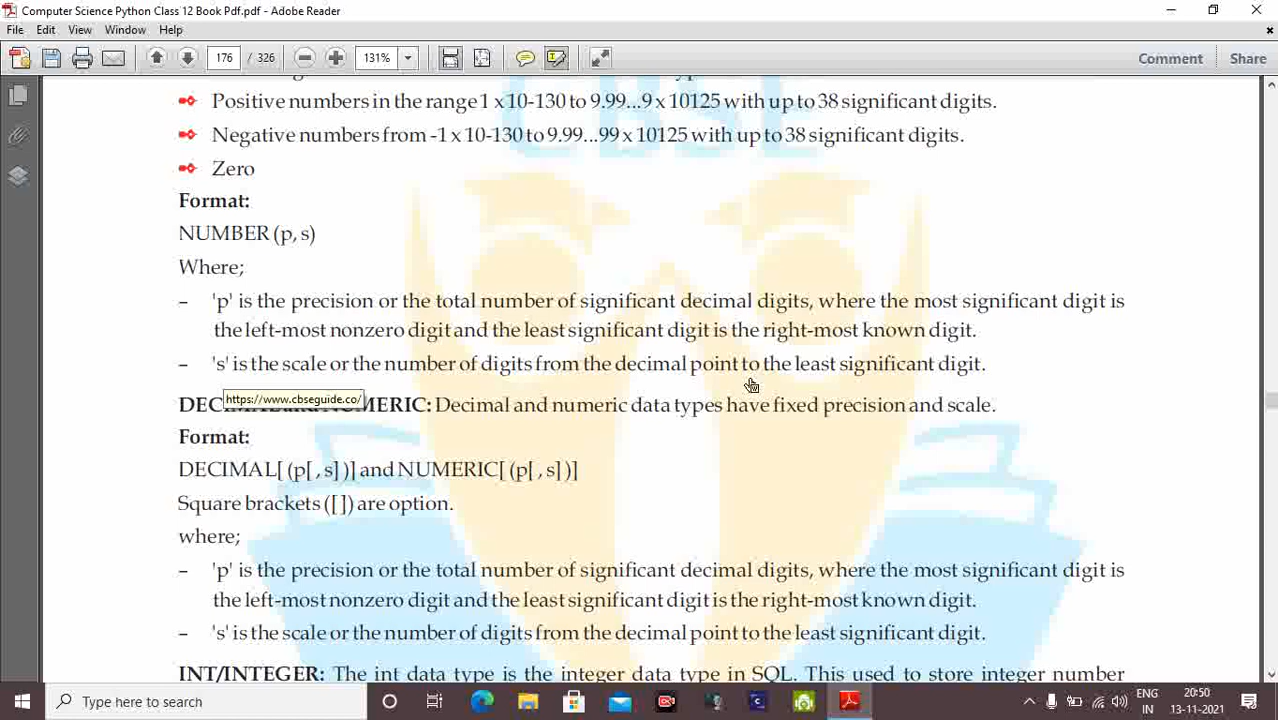 Computer Science Python Class 12 Book Pdf.pdf - Adobe Reader
File Edit View Window Help
176 / 326 131% Comment Share
Positive numbers in the range 1 x 10-130 to 9.99...9 x 10125 with up to 38 significant digits.
Negative numbers from -1 x 10-130 to 9.99...99 x 10125 with up to 38 significant digits.
Zero
Format:
NUMBER (p, s)
Where;
– 'p' is the precision or the total number of significant decimal digits, where the most significant digit is
the left-most nonzero digit and the least significant digit is the right-most known digit.
– 's' is the scale or the number of digits from the decimal point to the least significant digit.
https://www.cbseguide.co/
NUMERIC: Decimal and numeric data types have fixed precision and scale.
Format:
DECIMAL[ (p[ , s] )] and NUMERIC[ (p[ , s] )]
Square brackets ([ ]) are option.
where;
– 'p' is the precision or the total number of significant decimal digits, where the most significant digit is
the left-most nonzero digit and the least significant digit is the right-most known digit.
– 's' is the scale or the number of digits from the decimal point to the least significant digit.
INT/INTEGER: The int data type is the integer data type in SQL. This used to store integer number
CBSE
Type here to search
ENG 20:50
IN 13-11-2021